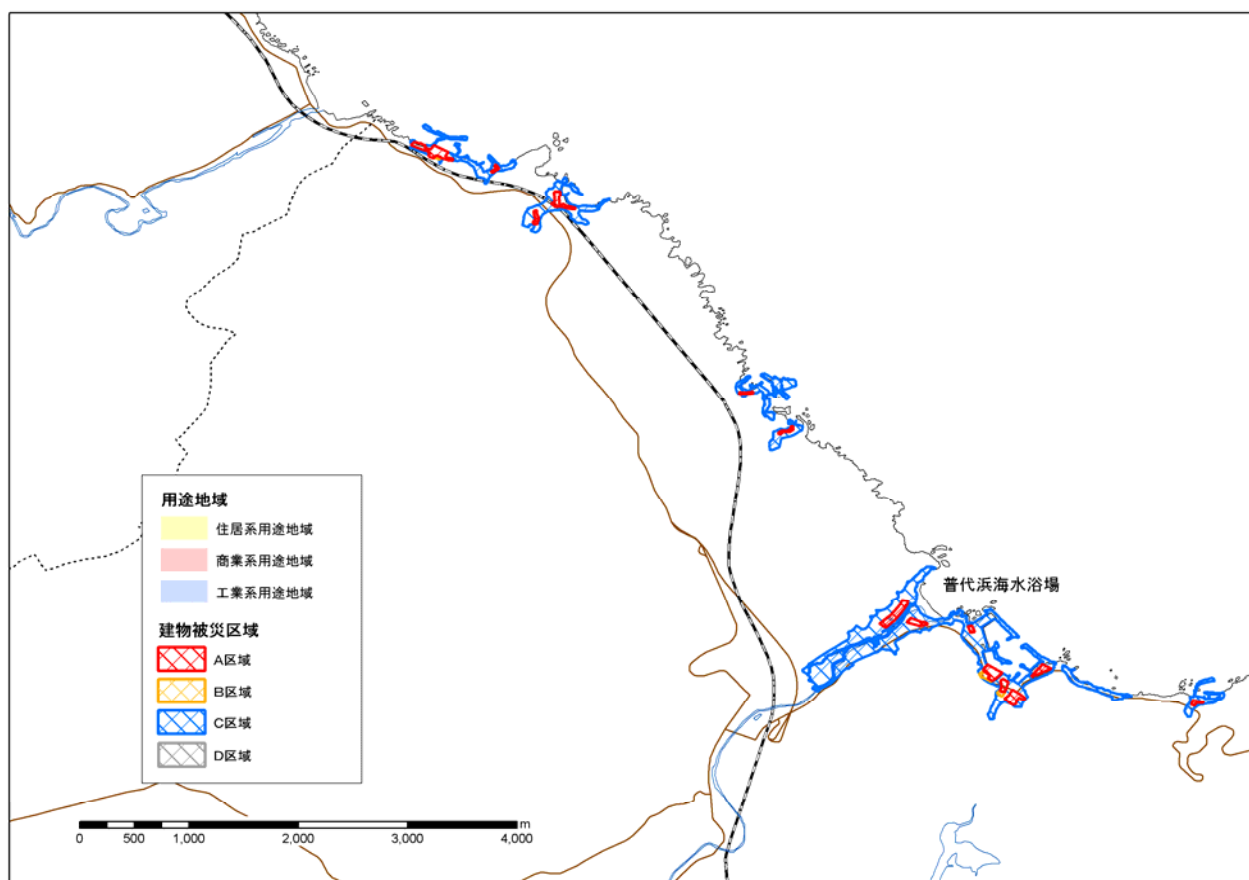 普代浜海水浴場
用途地域
住居系用途地域
商業系用途地域
工業系用途地域
建物被災区域
A区域
B区域
C区域
D区域
m
0 500 1,000 2,000 3,000 4,000